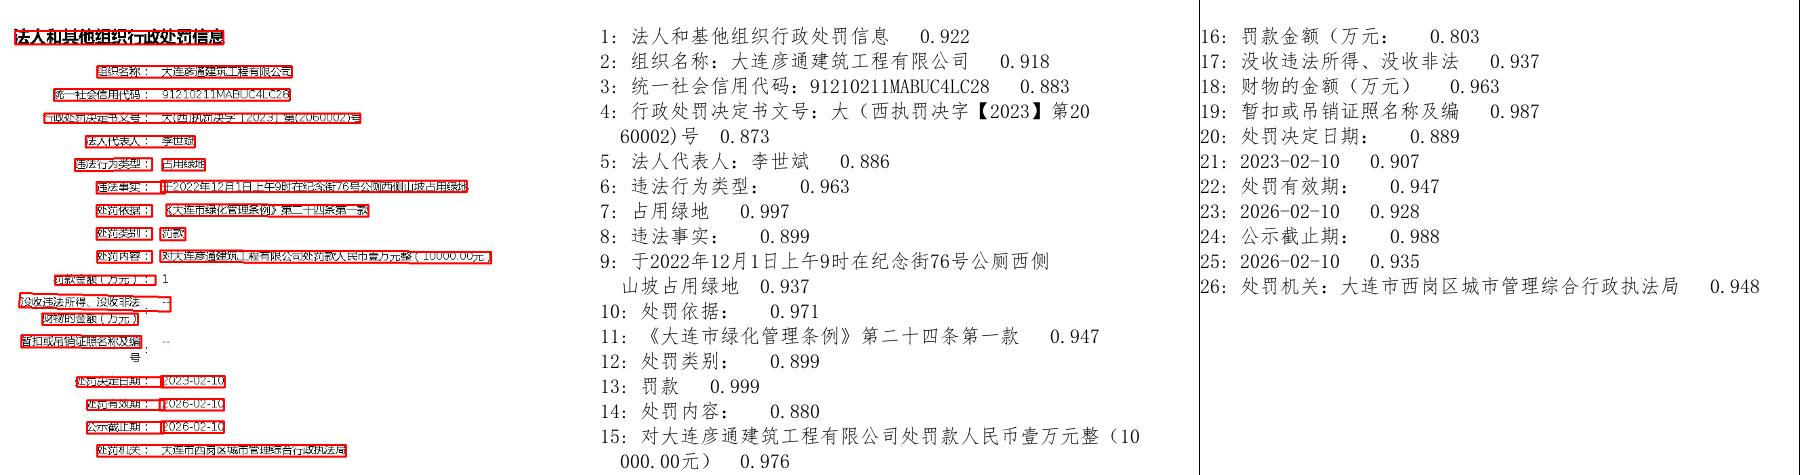 法人和其他组织行政处罚信息
组织名称： 大连彦通建筑工程有限公司
统一社会信用代码： 91210211MABUC4LC28
行政处罚决定书文号： 大(西)执罚决字〔2023〕第(2060002)号
法人代表人： 李世斌
违法行为类型： 占用绿地
违法事实： 于2022年12月1日上午9时在纪念街76号公厕西侧山坡占用绿地
处罚依据： 《大连市绿化管理条例》第二十四条第一款
处罚类别： 罚款
处罚内容： 对大连彦通建筑工程有限公司处罚款人民币壹万元整（10000.00元）
罚款金额（万元）： 1
没收违法所得、没收非法 --
财物的金额（万元）：
暂扣或吊销证照名称及编 --
号：
处罚决定日期： 2023-02-10
处罚有效期： 2026-02-10
公示截止期： 2026-02-10
处罚机关： 大连市西岗区城市管理综合行政执法局
1: 法人和基他组织行政处罚信息 0.922
2: 组织名称：大连彦通建筑工程有限公司 0.918
3: 统一社会信用代码：91210211MABUC4LC28 0.883
4: 行政处罚决定书文号：大（西执罚决字【2023】第20
60002)号 0.873
5: 法人代表人：李世斌 0.886
6: 违法行为类型： 0.963
7: 占用绿地 0.997
8: 违法事实： 0.899
9: 于2022年12月1日上午9时在纪念街76号公厕西侧
山坡占用绿地 0.937
10: 处罚依据： 0.971
11: 《大连市绿化管理条例》第二十四条第一款 0.947
12: 处罚类别： 0.899
13: 罚款 0.999
14: 处罚内容： 0.880
15: 对大连彦通建筑工程有限公司处罚款人民币壹万元整（10
000.00元） 0.976
16: 罚款金额（万元： 0.803
17: 没收违法所得、没收非法 0.937
18: 财物的金额（万元） 0.963
19: 暂扣或吊销证照名称及编 0.987
20: 处罚决定日期： 0.889
21: 2023-02-10 0.907
22: 处罚有效期： 0.947
23: 2026-02-10 0.928
24: 公示截止期： 0.988
25: 2026-02-10 0.935
26: 处罚机关：大连市西岗区城市管理综合行政执法局 0.948